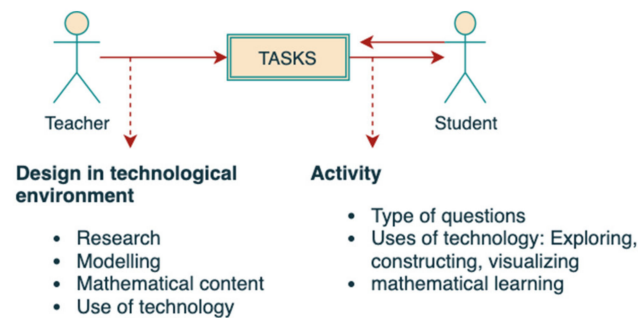 TASKS
Teacher
Student
Design in technological
environment
• Research
• Modelling
• Mathematical content
• Use of technology
Activity
• Type of questions
• Uses of technology: Exploring,
constructing, visualizing
• mathematical learning